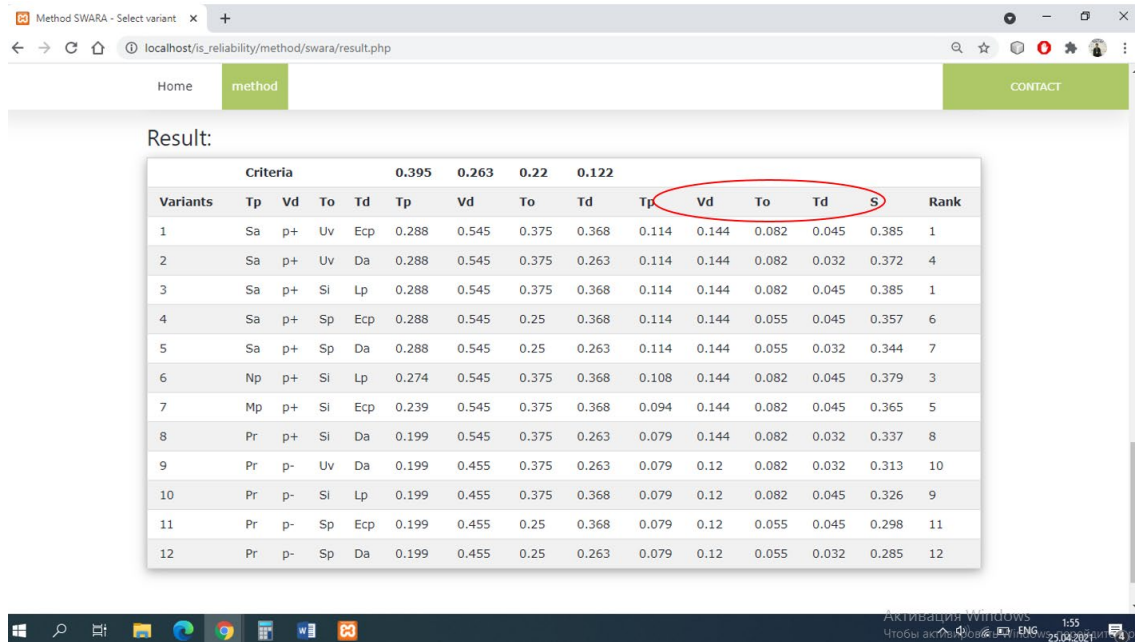 Method SWARA - Select variant
localhost/is_reliability/method/swara/result.php
Home method CONTACT
Result:
Criteria 0.395 0.263 0.22 0.122
Variants Tp Vd To Td Tp Vd To Td Tp Vd To Td S Rank
1 Sa p+ Uv Ecp 0.288 0.545 0.375 0.368 0.114 0.144 0.082 0.045 0.385 1
2 Sa p+ Uv Da 0.288 0.545 0.375 0.263 0.114 0.144 0.082 0.032 0.372 4
3 Sa p+ Si Lp 0.288 0.545 0.375 0.368 0.114 0.144 0.082 0.045 0.385 1
4 Sa p+ Sp Ecp 0.288 0.545 0.25 0.368 0.114 0.144 0.055 0.045 0.357 6
5 Sa p+ Sp Da 0.288 0.545 0.25 0.263 0.114 0.144 0.055 0.032 0.344 7
6 Np p+ Si Lp 0.274 0.545 0.375 0.368 0.108 0.144 0.082 0.045 0.379 3
7 Mp p+ Si Ecp 0.239 0.545 0.375 0.368 0.094 0.144 0.082 0.045 0.365 5
8 Pr p+ Si Da 0.199 0.545 0.375 0.263 0.079 0.144 0.082 0.032 0.337 8
9 Pr p- Uv Da 0.199 0.455 0.375 0.263 0.079 0.12 0.082 0.032 0.313 10
10 Pr p- Si Lp 0.199 0.455 0.375 0.368 0.079 0.12 0.082 0.045 0.326 9
11 Pr p- Sp Ecp 0.199 0.455 0.25 0.368 0.079 0.12 0.055 0.045 0.298 11
12 Pr p- Sp Da 0.199 0.455 0.25 0.263 0.079 0.12 0.055 0.032 0.285 12
Активация Windows
Чтобы Windows
ENG 1:55
25.04.2021